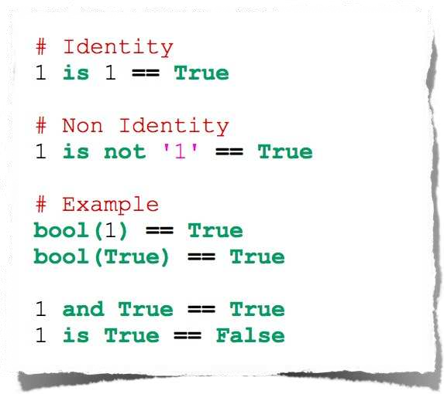 # Identity
1 is 1 == True
# Non Identity
1 is not '1' == True
# Example
bool(1) == True
bool(True) == True
1 and True == True
1 is True == False